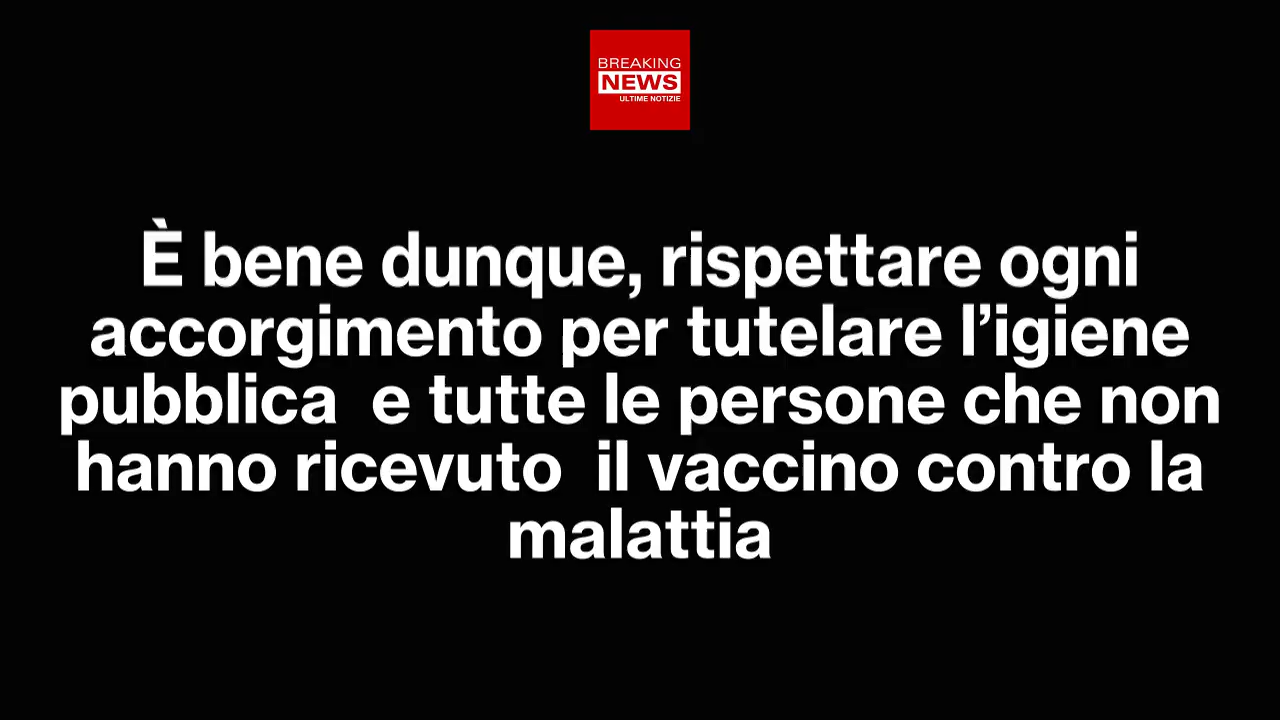 BREAKING
NEWS
ULTIME NOTIZIE
È bene dunque, rispettare ogni
accorgimento per tutelare l’igiene
pubblica  e tutte le persone che non
hanno ricevuto  il vaccino contro la
malattia